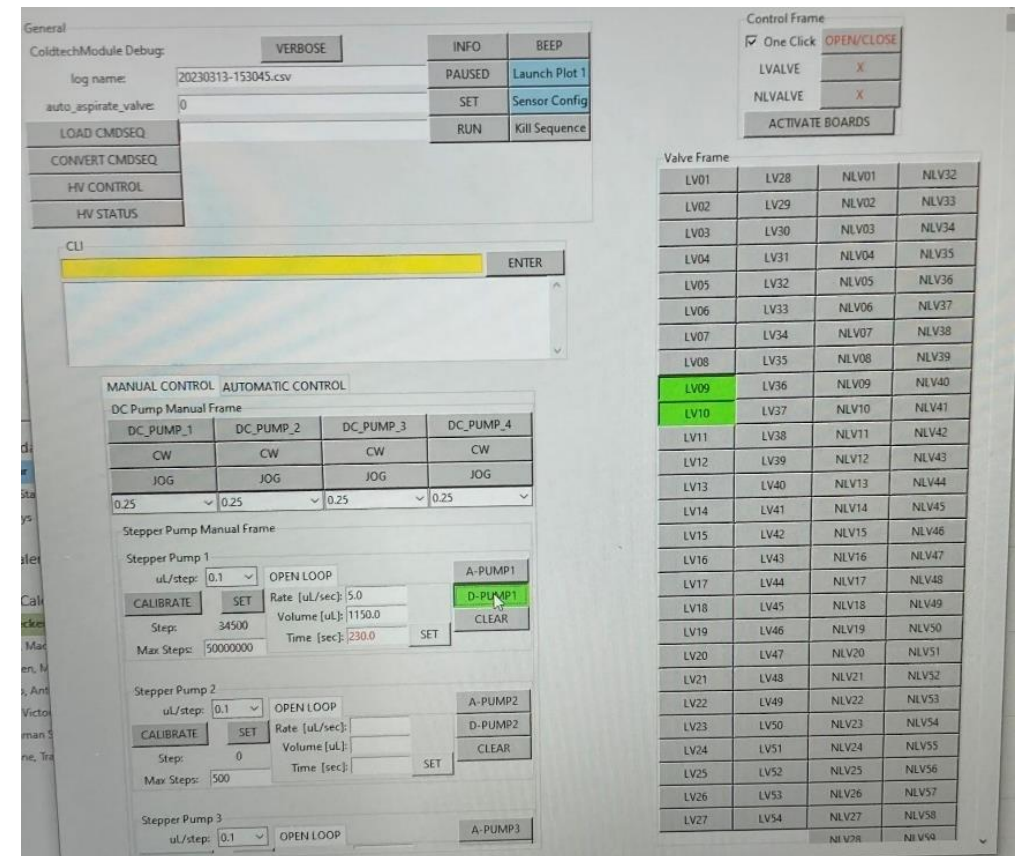 General
ColdtechModule Debug: VERBOSE INFO BEEP
log name: 20230313-153045.csv PAUSED Launch Plot 1
auto_aspirate_valve: 0 SET Sensor Config
LOAD CMDSEQ RUN Kill Sequence
CONVERT CMDSEQ
HV CONTROL
HV STATUS
CLI
ENTER
MANUAL CONTROL AUTOMATIC CONTROL
DC Pump Manual Frame
DC_PUMP_1 DC_PUMP_2 DC_PUMP_3 DC_PUMP_4
CW CW CW CW
JOG JOG JOG JOG
0.25 0.25 0.25 0.25
Stepper Pump Manual Frame
Stepper Pump 1
uL/step: 0.1 OPEN LOOP A-PUMP1
CALIBRATE SET Rate [uL/sec]: 5.0 D-PUMP1
Step: 34500 Volume [uL]: 1150.0 CLEAR
Max Steps: 50000000 Time [sec]: 230.0 SET
Stepper Pump 2
uL/step: 0.1 OPEN LOOP A-PUMP2
CALIBRATE SET Rate [uL/sec]: D-PUMP2
Step: 0 Volume [uL]: CLEAR
Max Steps: 500 Time [sec]: SET
Stepper Pump 3
uL/step: 0.1 OPEN LOOP A-PUMP3
Control Frame
One Click OPEN/CLOSE
LVALVE X
NLVALVE X
ACTIVATE BOARDS
Valve Frame
LV01 LV28 NLV01 NLV32
LV02 LV29 NLV02 NLV33
LV03 LV30 NLV03 NLV34
LV04 LV31 NLV04 NLV35
LV05 LV32 NLV05 NLV36
LV06 LV33 NLV06 NLV37
LV07 LV34 NLV07 NLV38
LV08 LV35 NLV08 NLV39
LV09 LV36 NLV09 NLV40
LV10 LV37 NLV10 NLV41
LV11 LV38 NLV11 NLV42
LV12 LV39 NLV12 NLV43
LV13 LV40 NLV13 NLV44
LV14 LV41 NLV14 NLV45
LV15 LV42 NLV15 NLV46
LV16 LV43 NLV16 NLV47
LV17 LV44 NLV17 NLV48
LV18 LV45 NLV18 NLV49
LV19 LV46 NLV19 NLV50
LV20 LV47 NLV20 NLV51
LV21 LV48 NLV21 NLV52
LV22 LV49 NLV22 NLV53
LV23 LV50 NLV23 NLV54
LV24 LV51 NLV24 NLV55
LV25 LV52 NLV25 NLV56
LV26 LV53 NLV26 NLV57
LV27 LV54 NLV27 NLV58
NLV28 NLV59